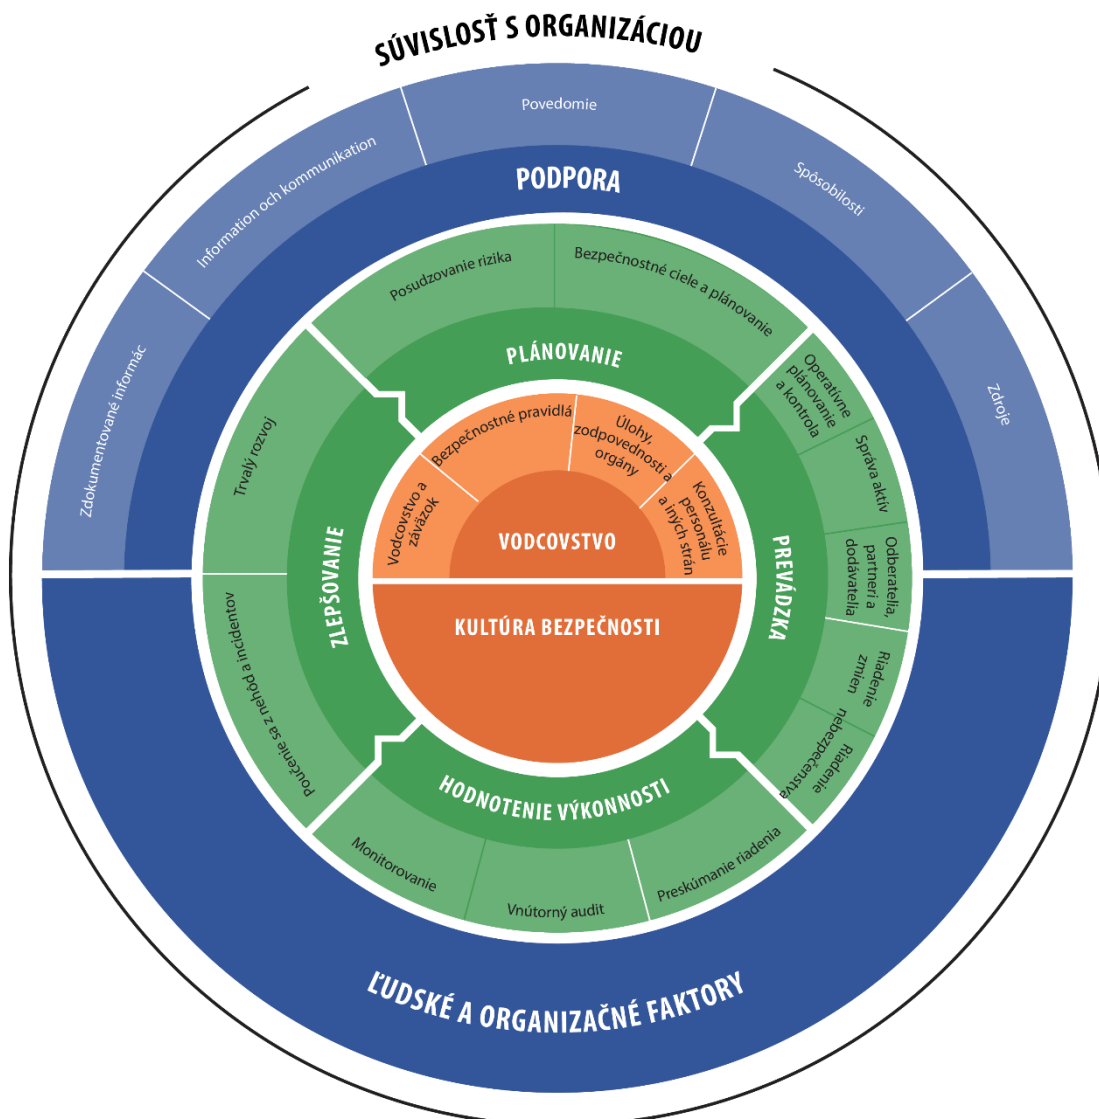 SÚVISLOSŤ S ORGANIZÁCIOU
Povedomie
Information och kommunikation
Spôsobilosti
Zdokumentované informác
Zdroje
PODPORA
Posudzovanie rizika
Bezpečnostné ciele a plánovanie
PLÁNOVANIE
Operatívne
plánovanie
a kontrola
Správa aktív
Odberatelia,
partneri a
dodávatelia
Riadenie
zmien
Riadenie
nebezpečenstva
PREVÁDZKA
Trvalý rozvoj
Poučenie sa z nehôd a incidentov
ZLEPŠOVANIE
Vodcovstvo a
záväzok
Bezpečnostné pravidlá
Úlohy,
zodpovednosti a
orgány
Konzultácie
personálu
a iných strán
VODCOVSTVO
KULTÚRA BEZPEČNOSTI
HODNOTENIE VÝKONNOSTI
Monitorovanie
Vnútorný audit
Preskúmanie riadenia
ĽUDSKÉ A ORGANIZAČNÉ FAKTORY